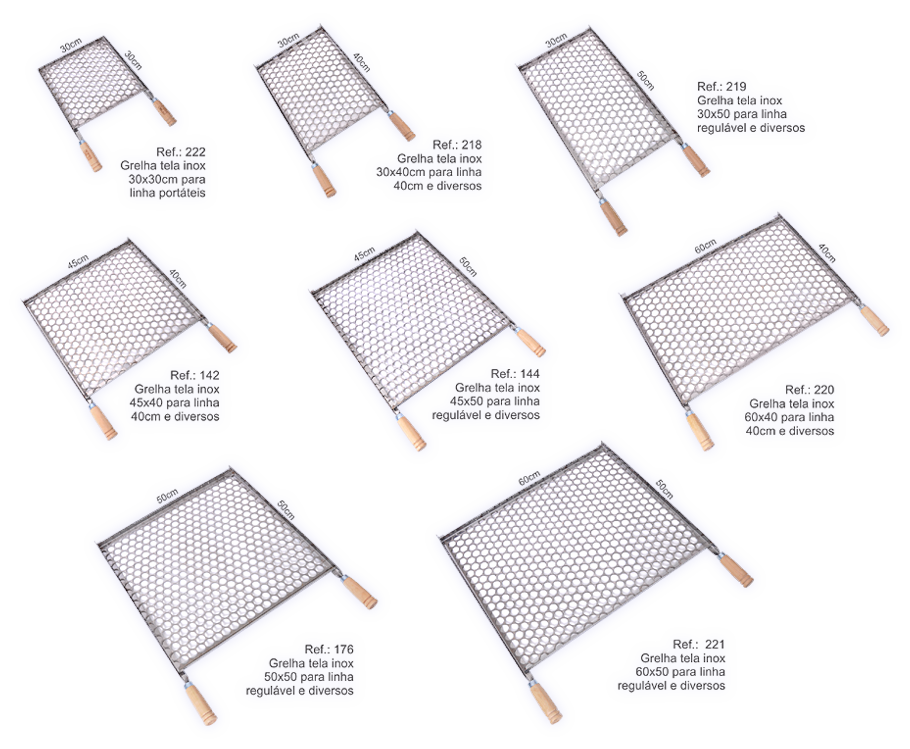 30cm
30cm
Ref.: 222
Grelha tela inox
30x30cm para
linha portáteis
30cm
40cm
Ref.: 218
Grelha tela inox
30x40cm para linha
40cm e diversos
30cm
50cm
Ref.: 219
Grelha tela inox
30x50 para linha
regulável e diversos
45cm
40cm
Ref.: 142
Grelha tela inox
45x40 para linha
40cm e diversos
45cm
50cm
Ref.: 144
Grelha tela inox
45x50 para linha
regulável e diversos
60cm
40cm
Ref.: 220
Grelha tela inox
60x40 para linha
40cm e diversos
50cm
50cm
Ref.: 176
Grelha tela inox
50x50 para linha
regulável e diversos
60cm
50cm
Ref.: 221
Grelha tela inox
60x50 para linha
regulável e diversos